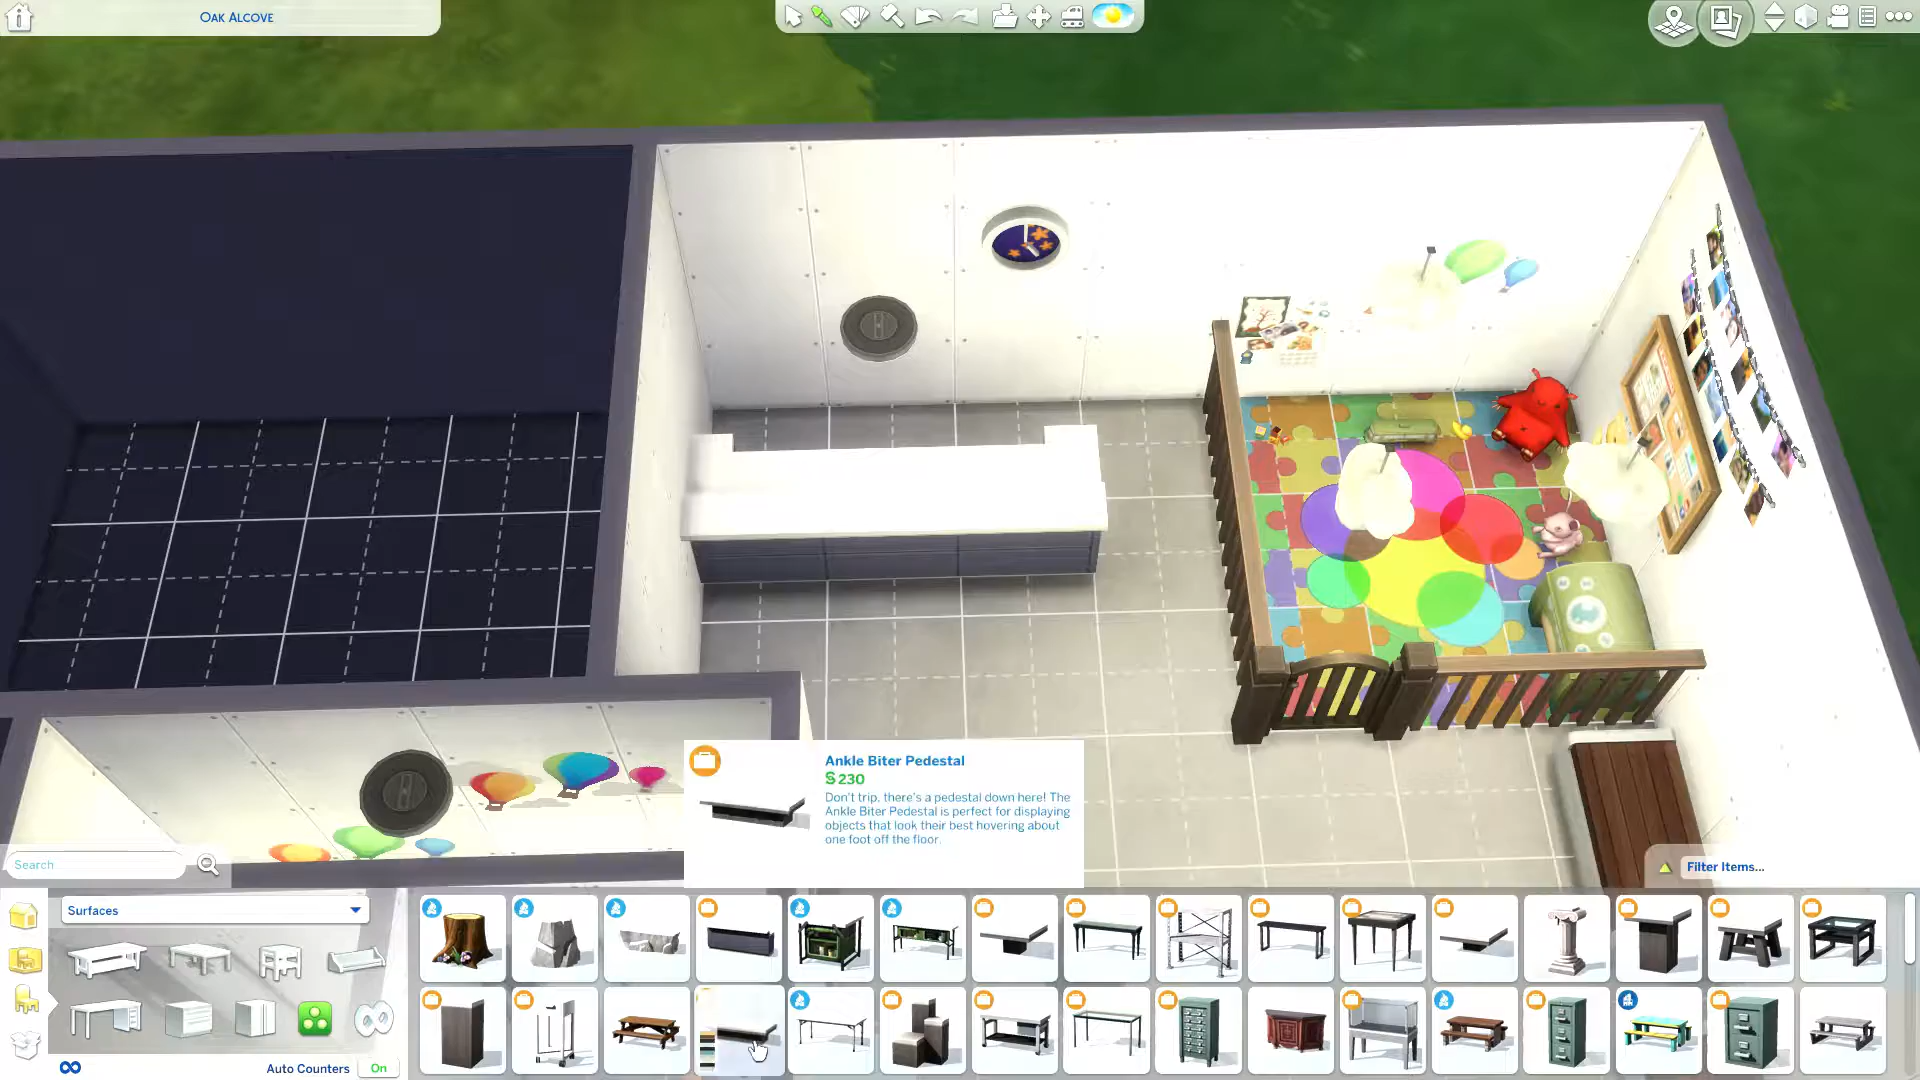 Oak Alcove
Ankle Biter Pedestal
§230
Don't trip, there's a pedestal down here! The
Ankle Biter Pedestal is perfect for displaying
objects that look their best hovering about
one foot off the floor.
Search
Filter Items...
Surfaces
Auto Counters
On